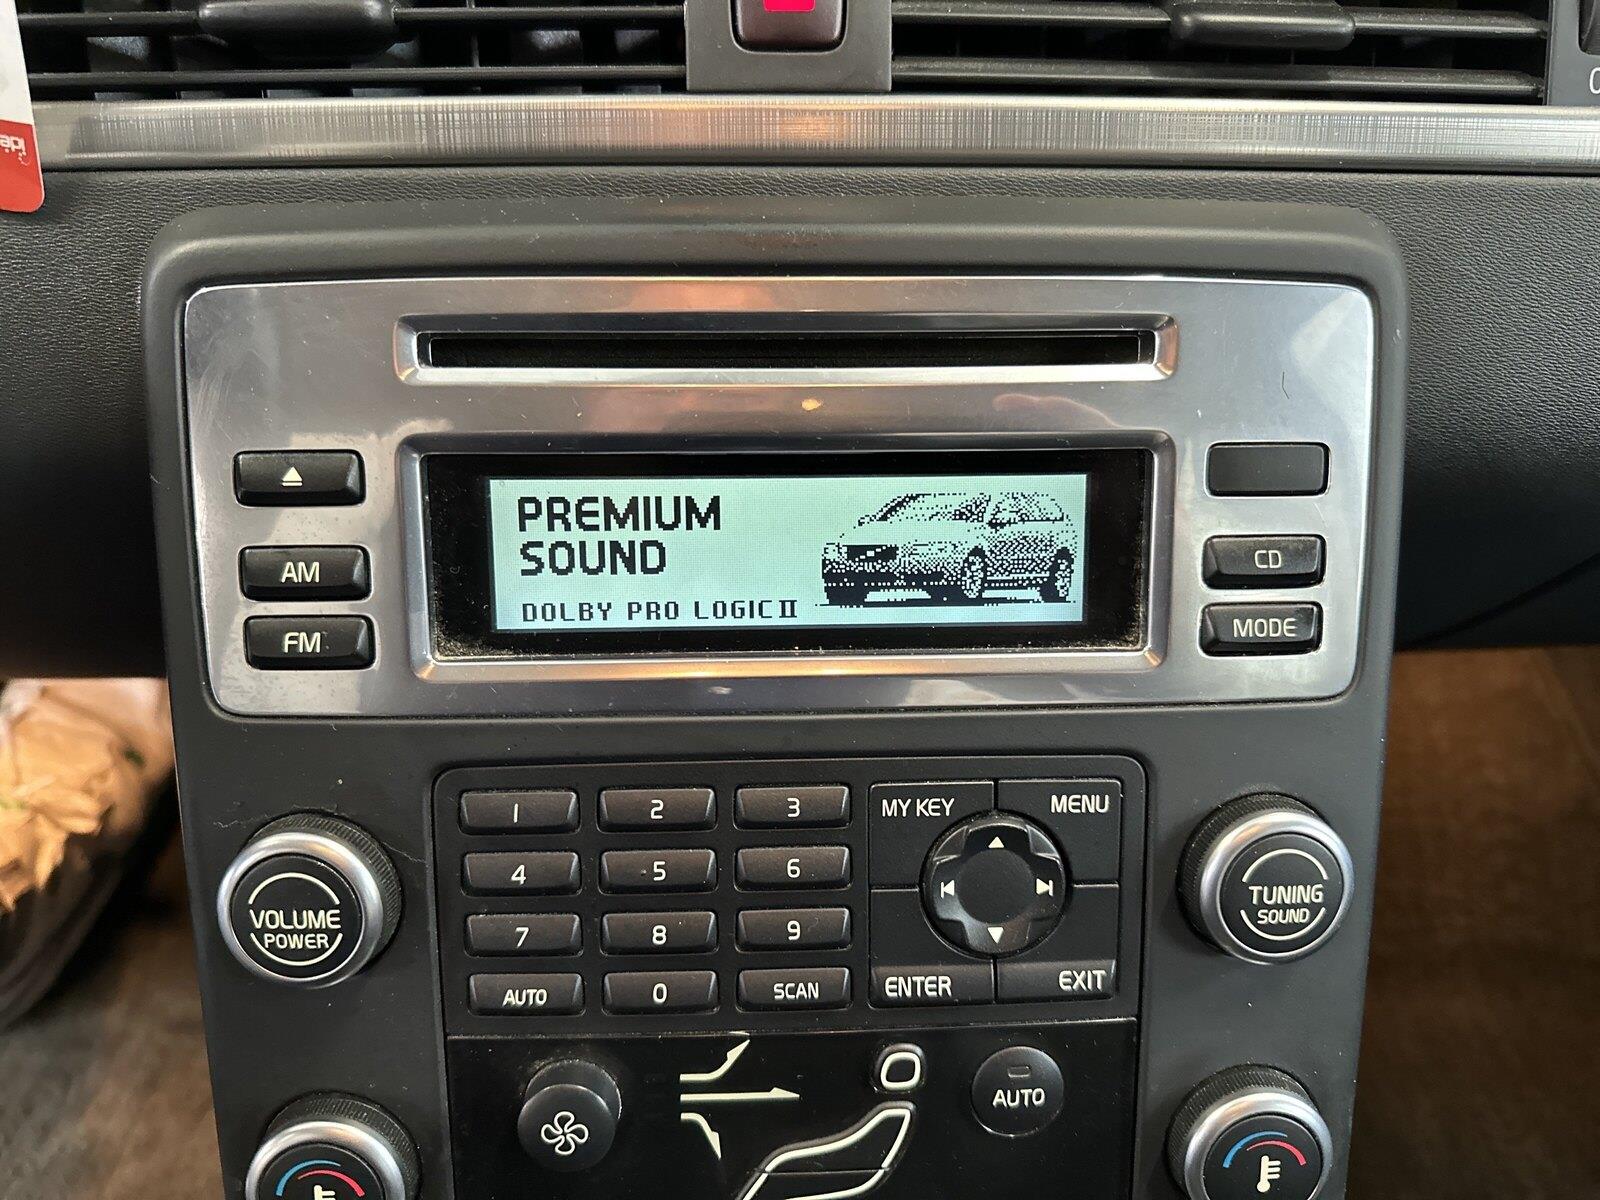 PREMIUM
SOUND
DOLBY PRO LOGIC II
AM
FM
CD
MODE
1 2 3
4 5 6
7 8 9
AUTO 0 SCAN
MY KEY
MENU
ENTER
EXIT
VOLUME
POWER
TUNING
SOUND
AUTO